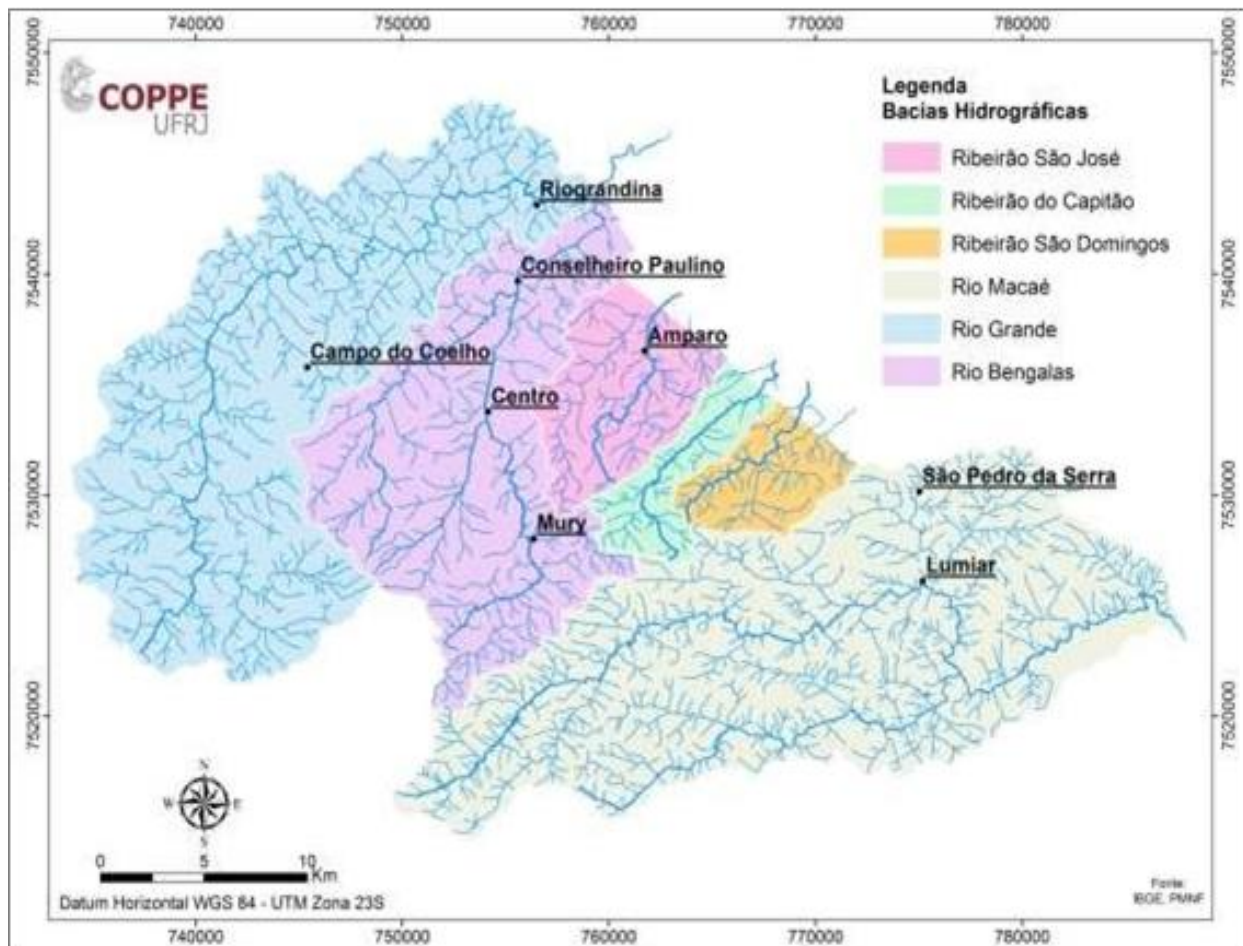 740000 750000 760000 770000 780000
7550000 7550000
COPPE
UFRJ
Legenda
Bacias Hidrográficas
Ribeirão São José
Ribeirão do Capitão
Ribeirão São Domingos
Rio Macaé
Rio Grande
Rio Bengalas
Riograndina
7540000 7540000
Conselheiro Paulino
Amparo
Campo do Coelho
Centro
São Pedro da Serra
7530000 7530000
Mury
Lumiar
7520000 7520000
N
W E
S
0 5 10
Km
Datum Horizontal WGS 84 - UTM Zona 23S
Fonte:
IBGE, PMNF
740000 750000 760000 770000 780000